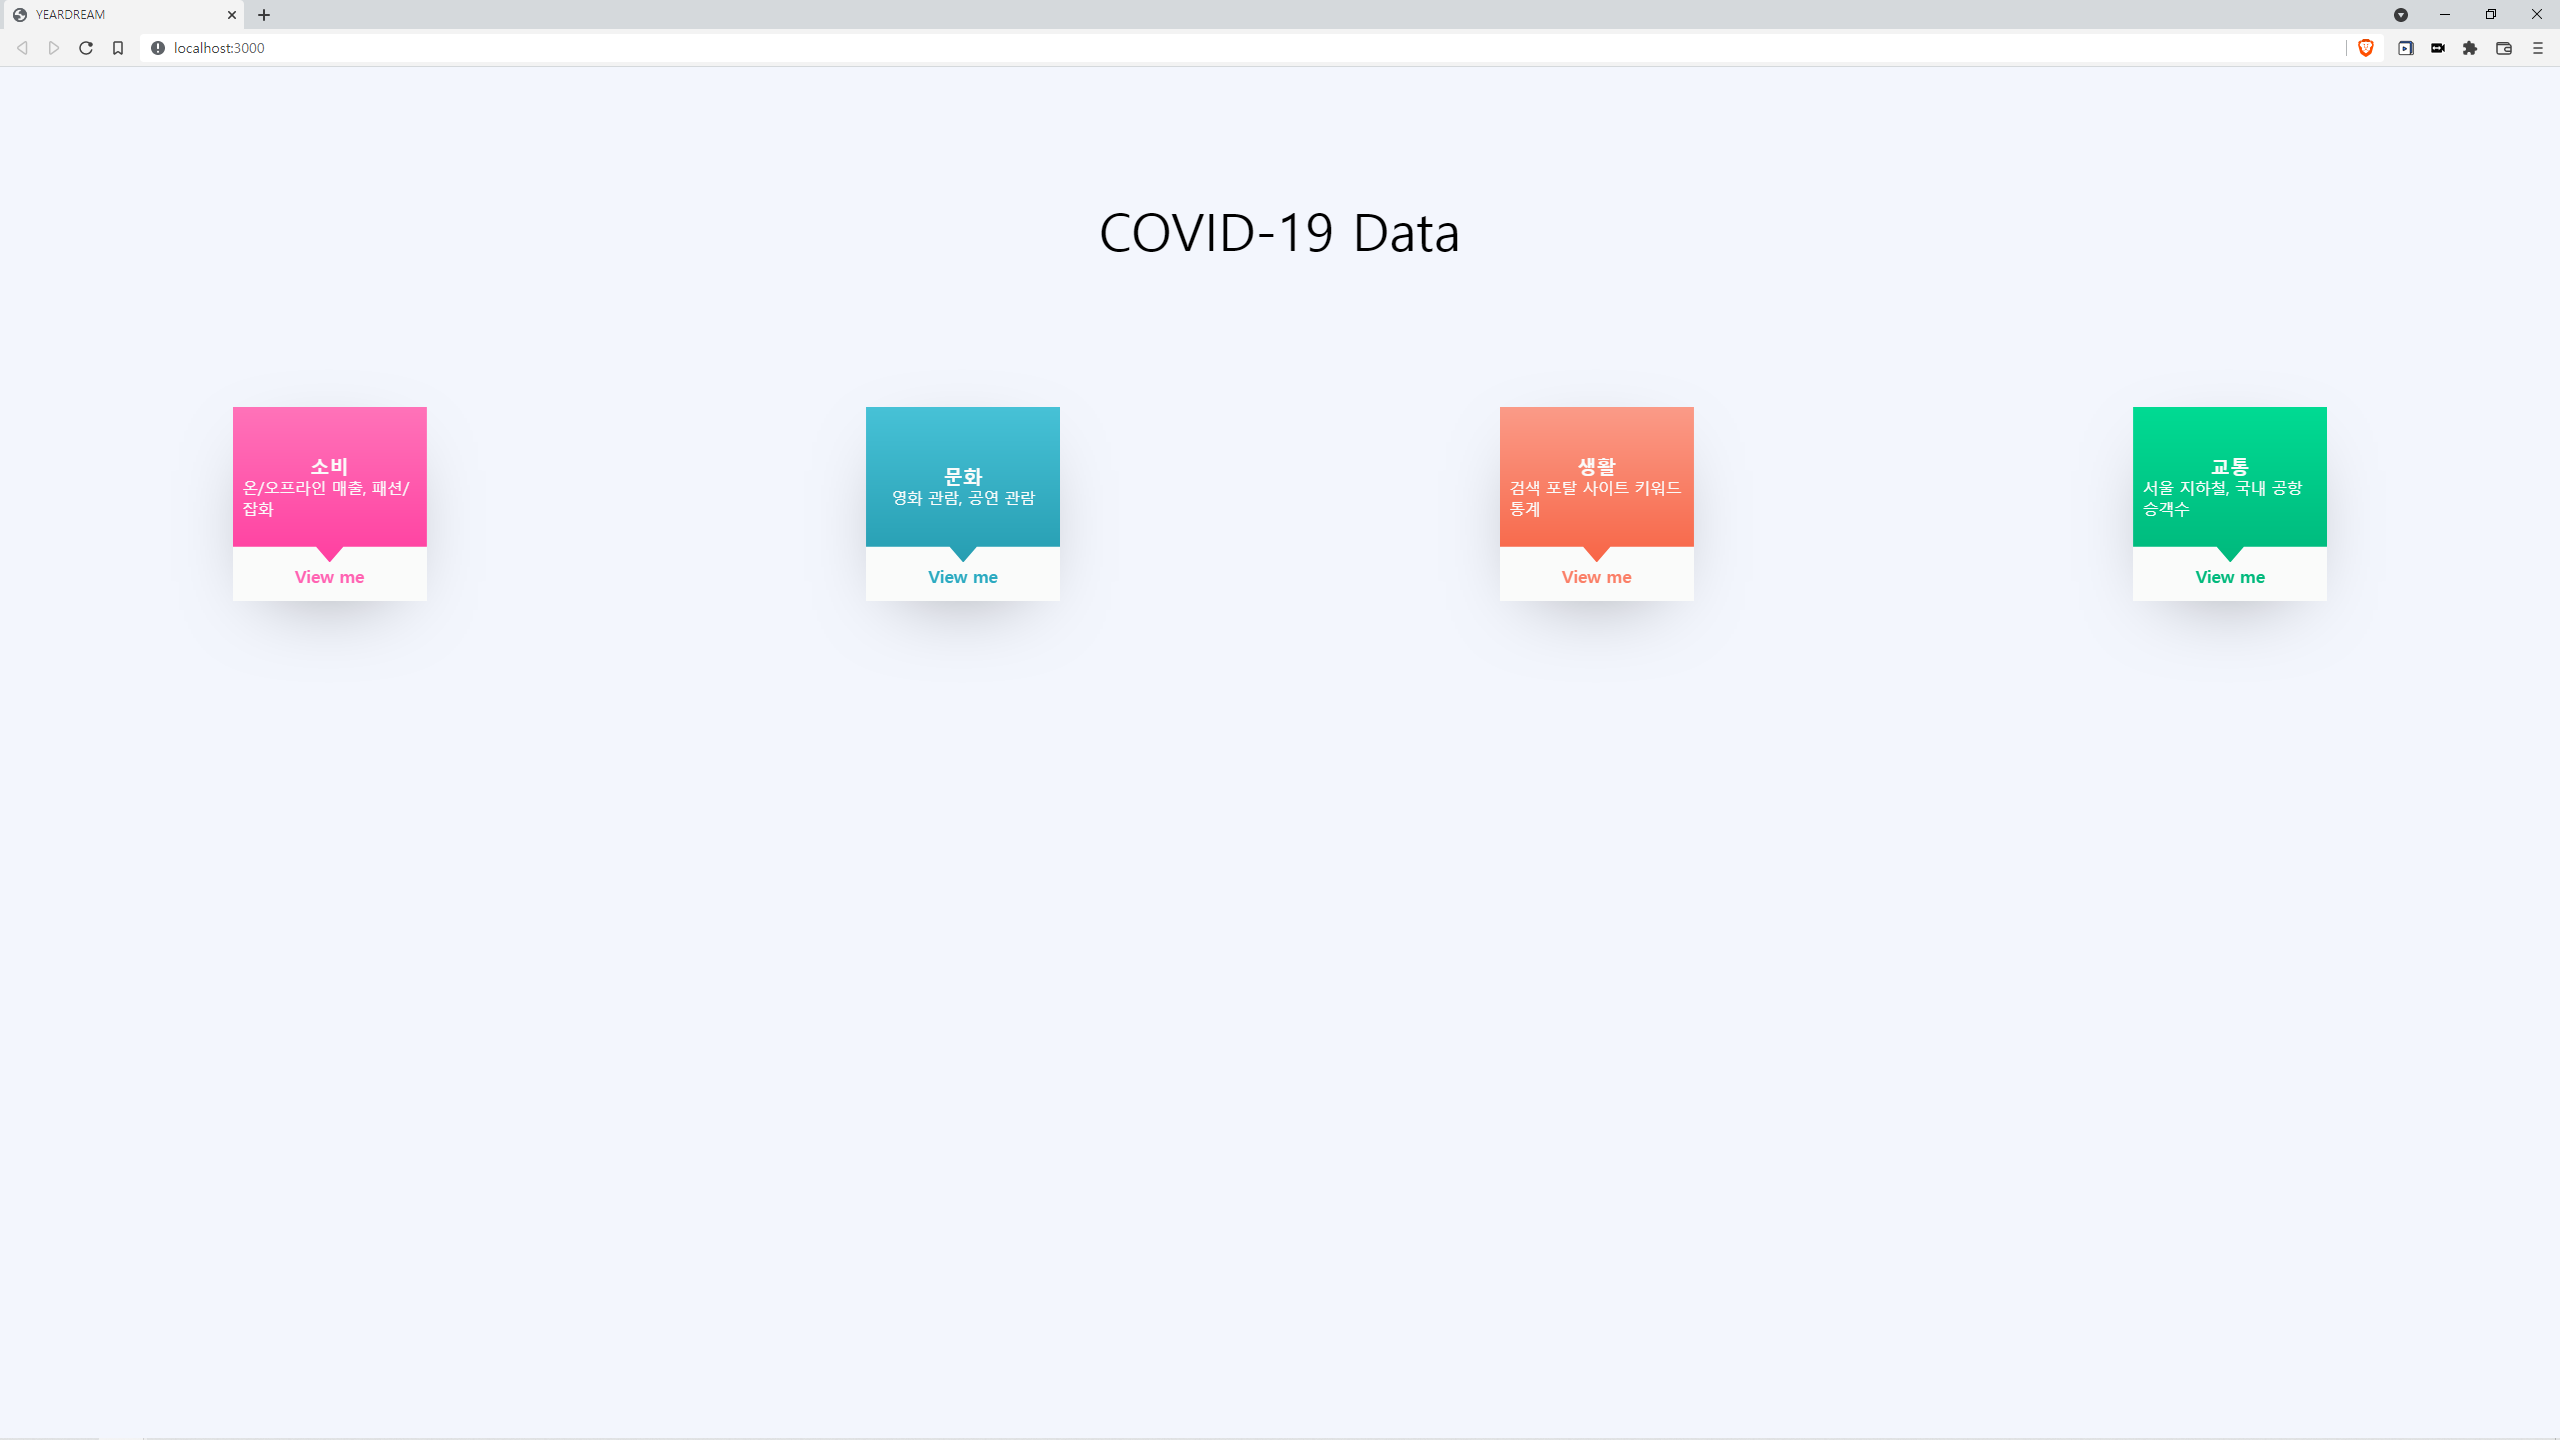 YEARDREAM
localhost:3000
COVID-19 Data
소비
온/오프라인 매출, 패션/
잡화
View me
문화
영화 관람, 공연 관람
View me
생활
검색 포탈 사이트 키워드
통계
View me
교통
서울 지하철, 국내 공항
승객수
View me